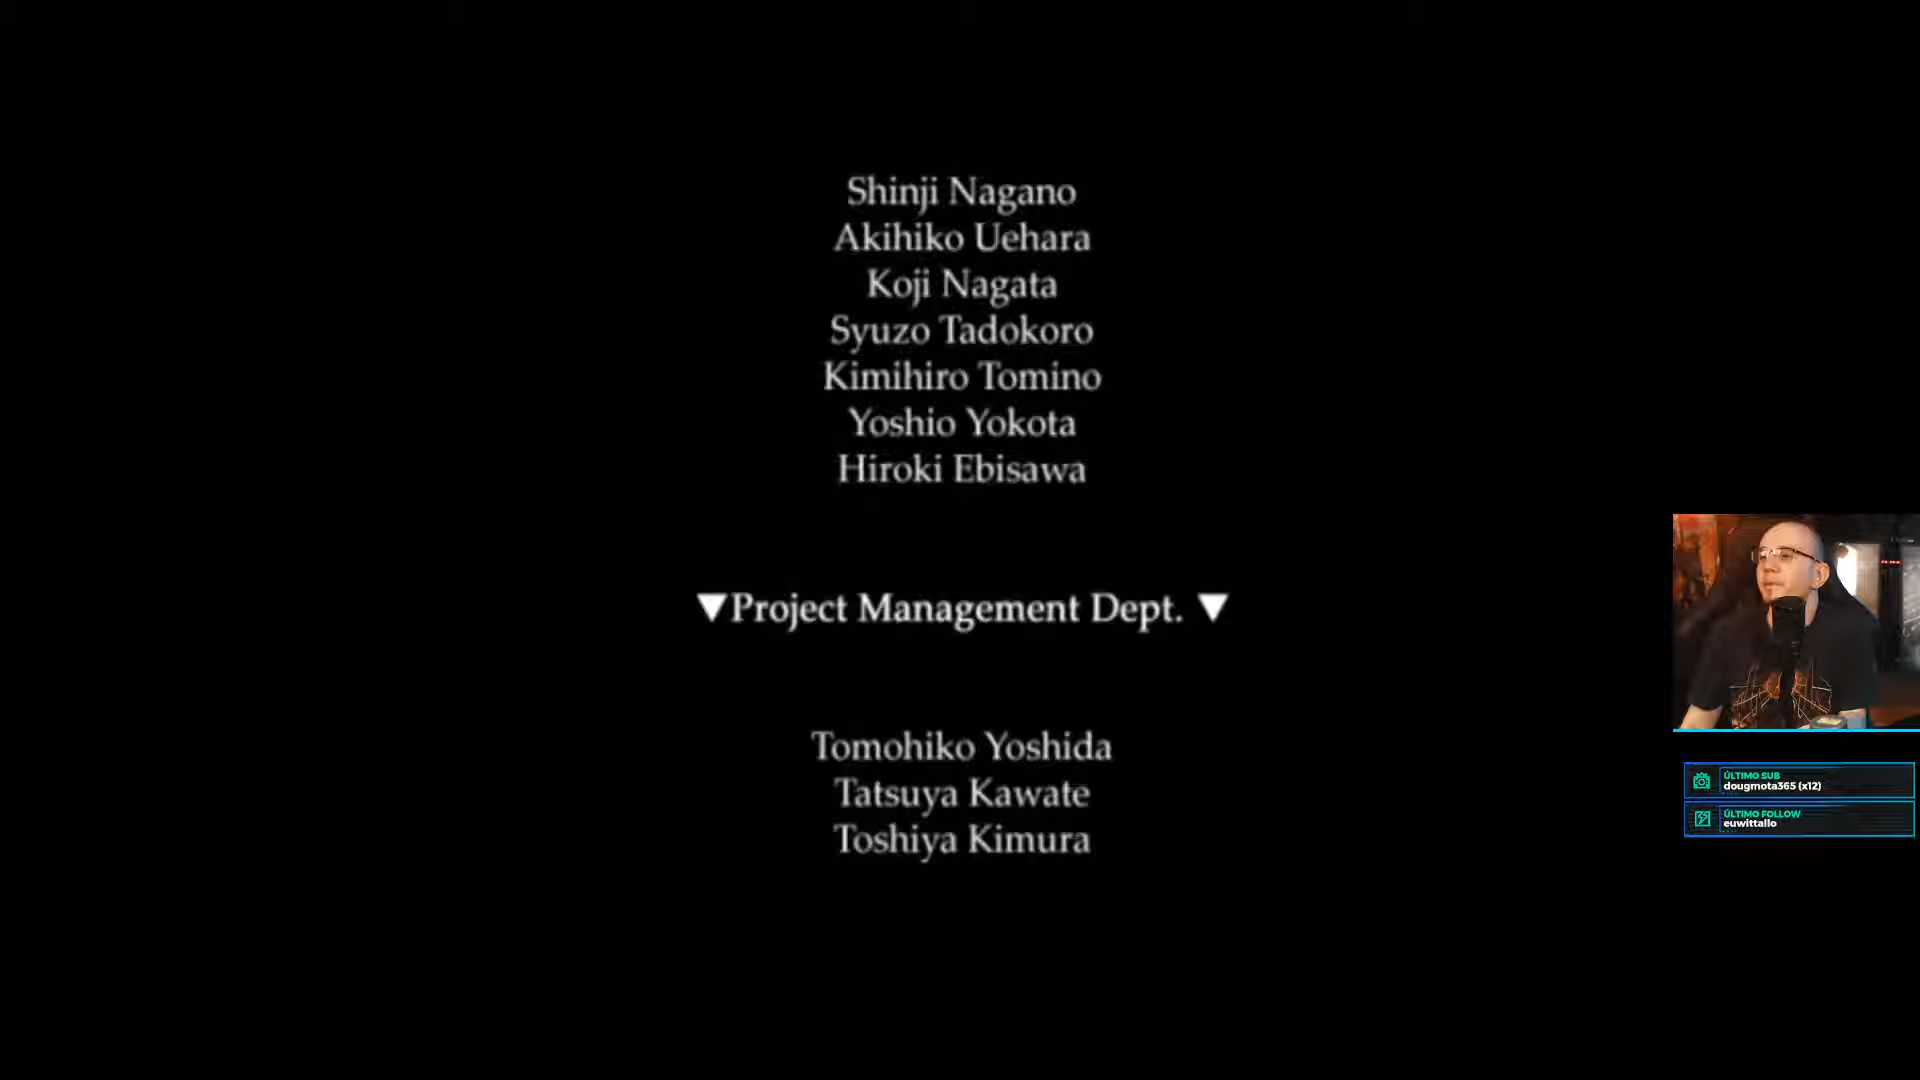 Shinji Nagano
Akihiko Uehara
Koji Nagata
Syuzo Tadokoro
Kimihiro Tomino
Yoshio Yokota
Hiroki Ebisawa
▼Project Management Dept. ▼
Tomohiko Yoshida
Tatsuya Kawate
Toshiya Kimura
ÚLTIMO SUB
dougmota365 (x12)
ÚLTIMO FOLLOW
euwittallo